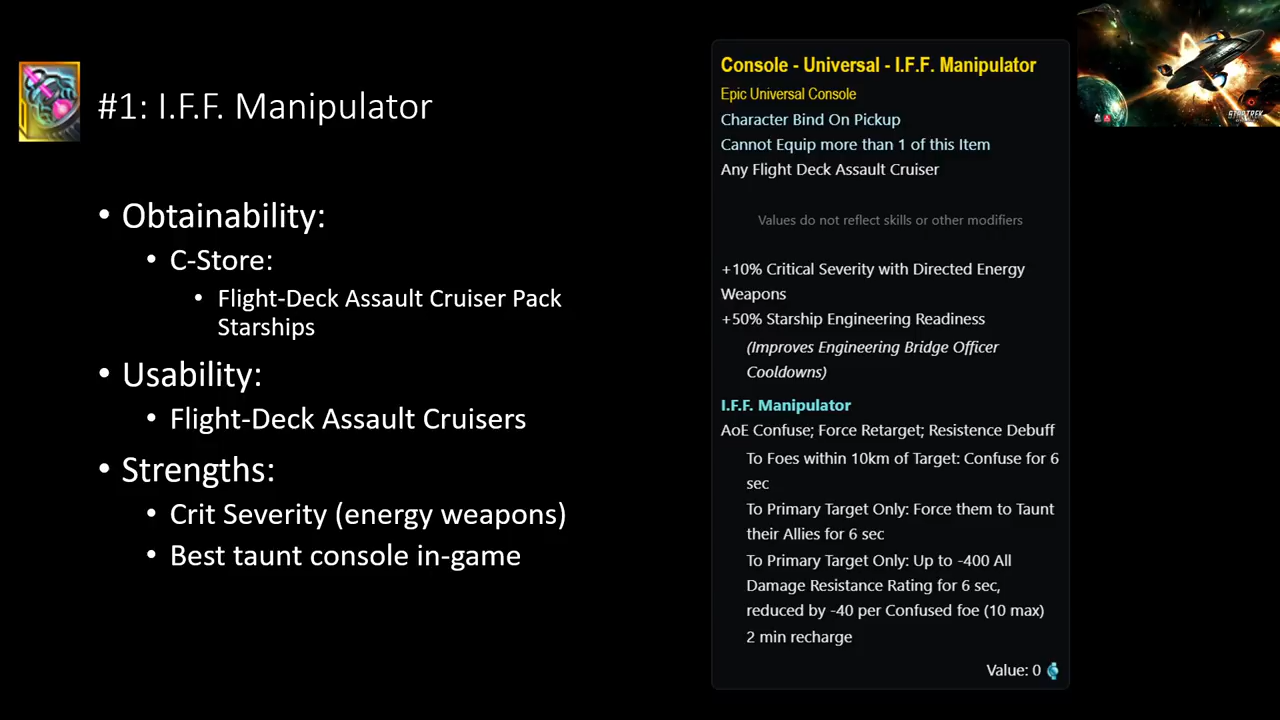 #1: I.F.F. Manipulator
• Obtainability:
• C-Store:
• Flight-Deck Assault Cruiser Pack
Starships
• Usability:
• Flight-Deck Assault Cruisers
• Strengths:
• Crit Severity (energy weapons)
• Best taunt console in-game
Console - Universal - I.F.F. Manipulator
Epic Universal Console
Character Bind On Pickup
Cannot Equip more than 1 of this Item
Any Flight Deck Assault Cruiser
Values do not reflect skills or other modifiers
+10% Critical Severity with Directed Energy
Weapons
+50% Starship Engineering Readiness
(Improves Engineering Bridge Officer
Cooldowns)
I.F.F. Manipulator
AoE Confuse; Force Retarget; Resistence Debuff
To Foes within 10km of Target: Confuse for 6
sec
To Primary Target Only: Force them to Taunt
their Allies for 6 sec
To Primary Target Only: Up to -400 All
Damage Resistance Rating for 6 sec,
reduced by -40 per Confused foe (10 max)
2 min recharge
Value: 0
STAR TREK